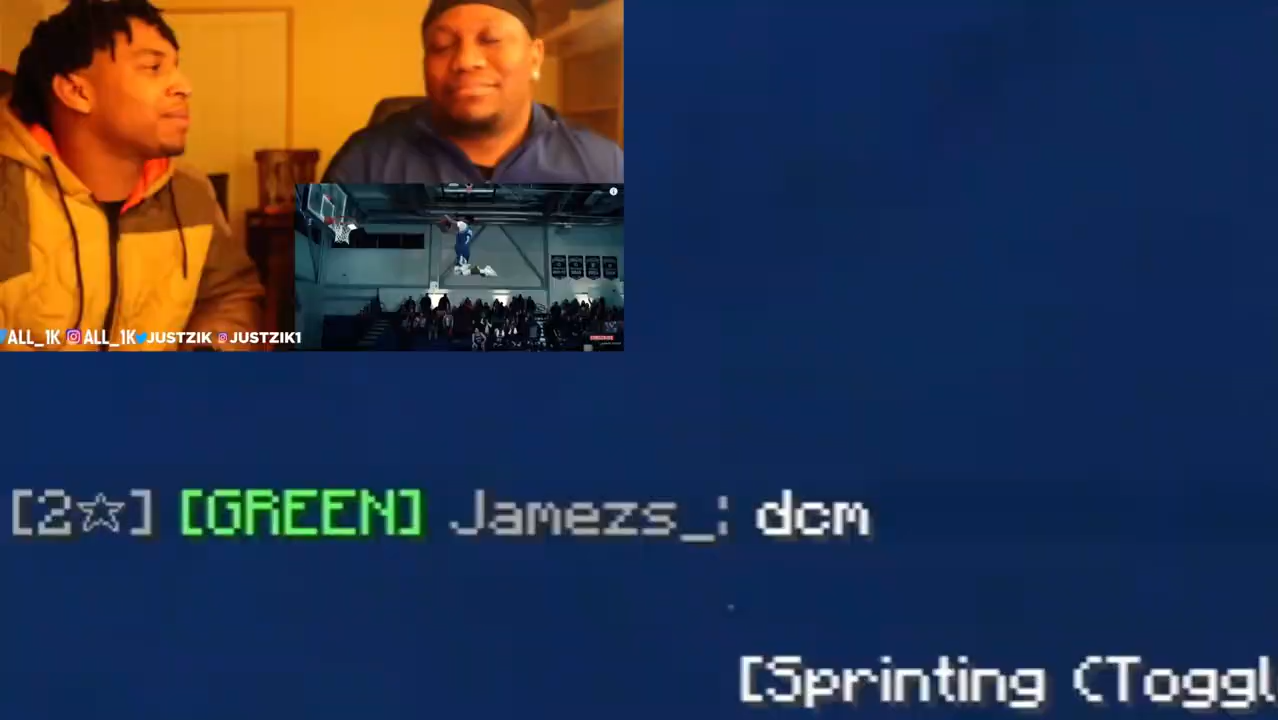 ALL_1K ALL_1K JUSTZIK JUSTZIK1
[2☆] [GREEN] Jamezs_: dcm
[Sprinting (Toggl